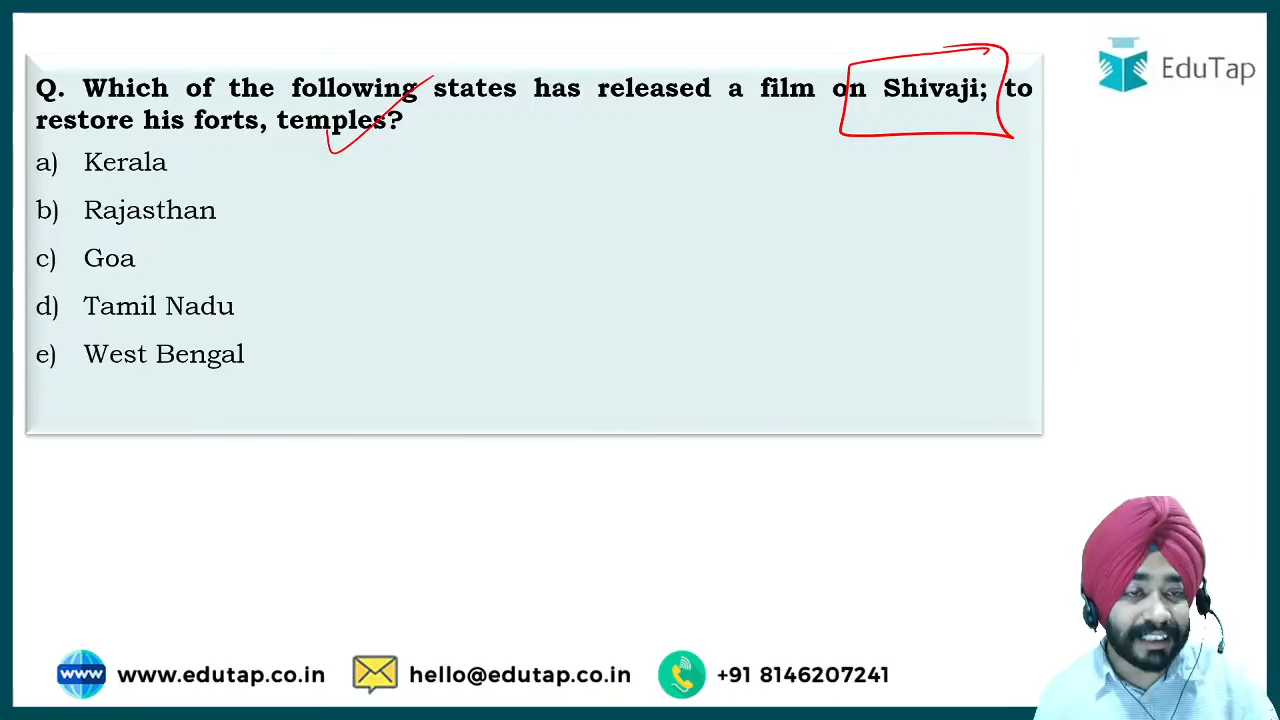 EduTap
Q. Which of the following states has released a film on Shivaji; to
restore his forts, temples?
a) Kerala
b) Rajasthan
c) Goa
d) Tamil Nadu
e) West Bengal
www www.edutap.co.in hello@edutap.co.in +91 8146207241